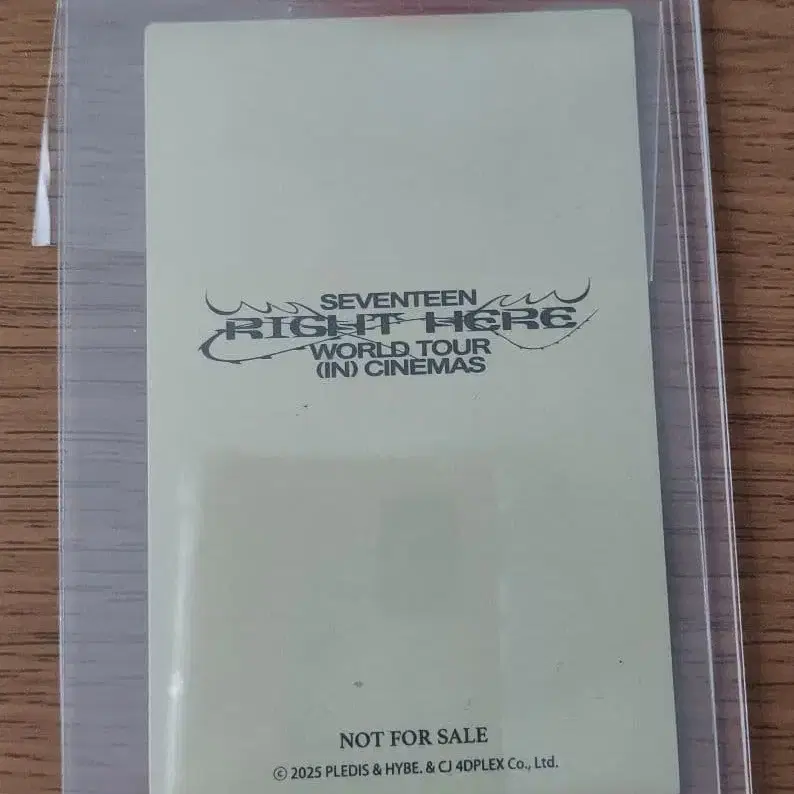 SEVENTEEN
RIGHT HERE
WORLD TOUR
(IN) CINEMAS
NOT FOR SALE
© 2025 PLEDIS & HYBE. & CJ 4DPLEX Co., Ltd.